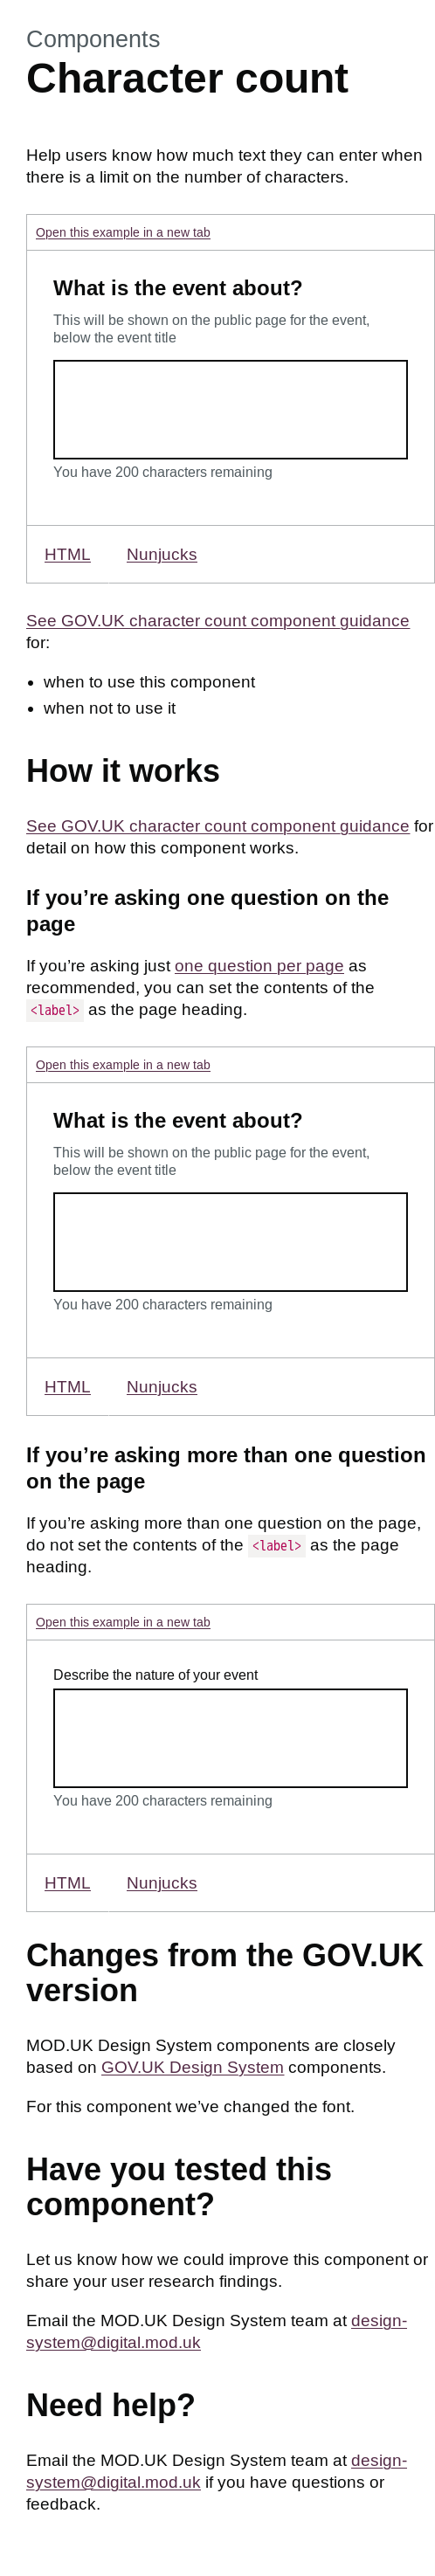 Components
Character count
Help users know how much text they can enter when
there is a limit on the number of characters.
Open this example in a new tab
What is the event about?
This will be shown on the public page for the event,
below the event title
You have 200 characters remaining
HTML Nunjucks
See GOV.UK character count component guidance
for:
• when to use this component
• when not to use it
How it works
See GOV.UK character count component guidance for
detail on how this component works.
If you’re asking one question on the
page
If you’re asking just one question per page as
recommended, you can set the contents of the
<label> as the page heading.
Open this example in a new tab
What is the event about?
This will be shown on the public page for the event,
below the event title
You have 200 characters remaining
HTML Nunjucks
If you’re asking more than one question
on the page
If you’re asking more than one question on the page,
do not set the contents of the <label> as the page
heading.
Open this example in a new tab
Describe the nature of your event
You have 200 characters remaining
HTML Nunjucks
Changes from the GOV.UK
version
MOD.UK Design System components are closely
based on GOV.UK Design System components.
For this component we’ve changed the font.
Have you tested this
component?
Let us know how we could improve this component or
share your user research findings.
Email the MOD.UK Design System team at design-
system@digital.mod.uk
Need help?
Email the MOD.UK Design System team at design-
system@digital.mod.uk if you have questions or
feedback.